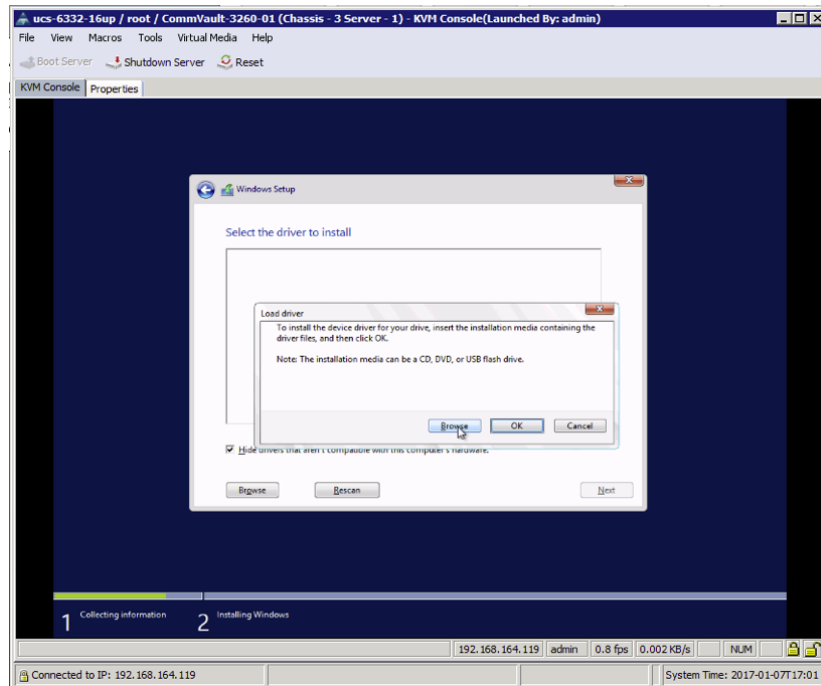 ucs-6332-16up / root / CommVault-3260-01 (Chassis - 3 Server - 1) - KVM Console(Launched By: admin)
File View Macros Tools Virtual Media Help
Boot Server Shutdown Server Reset
KVM Console Properties
Windows Setup
Select the driver to install
Load driver
To install the device driver for your drive, insert the installation media containing the
driver files, and then click OK.
Note: The installation media can be a CD, DVD, or USB flash drive.
Browse OK Cancel
Hide drivers that aren't compatible with this computer's hardware.
Browse Rescan Next
1 Collecting information 2 Installing Windows
192.168.164.119 admin 0.8 fps 0.002 KB/s NUM
Connected to IP: 192.168.164.119 System Time: 2017-01-07T17:01